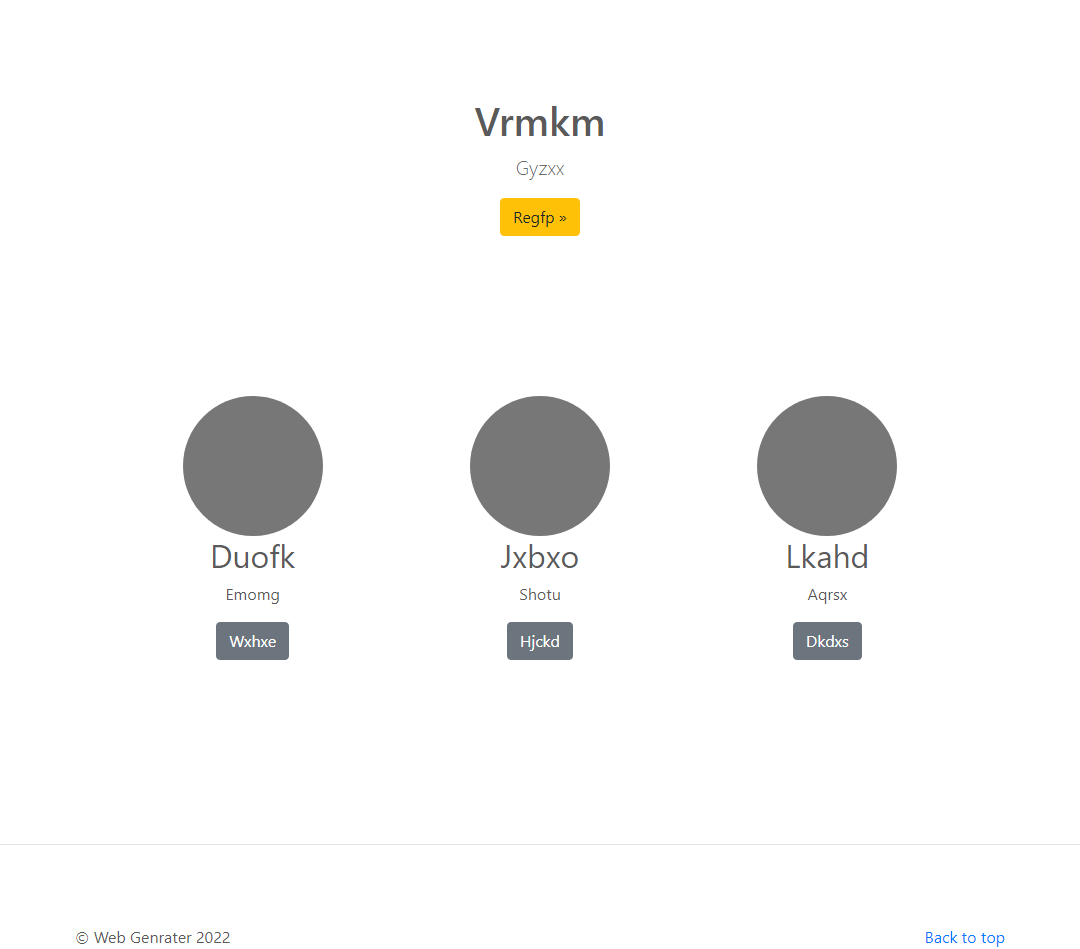 Vrmkm
Gyzxx
Regfp »
Duofk
Emomg
Wxhxe
Jxbxo
Shotu
Hjckd
Lkahd
Aqrsx
Dkdxs
© Web Genrater 2022
Back to top